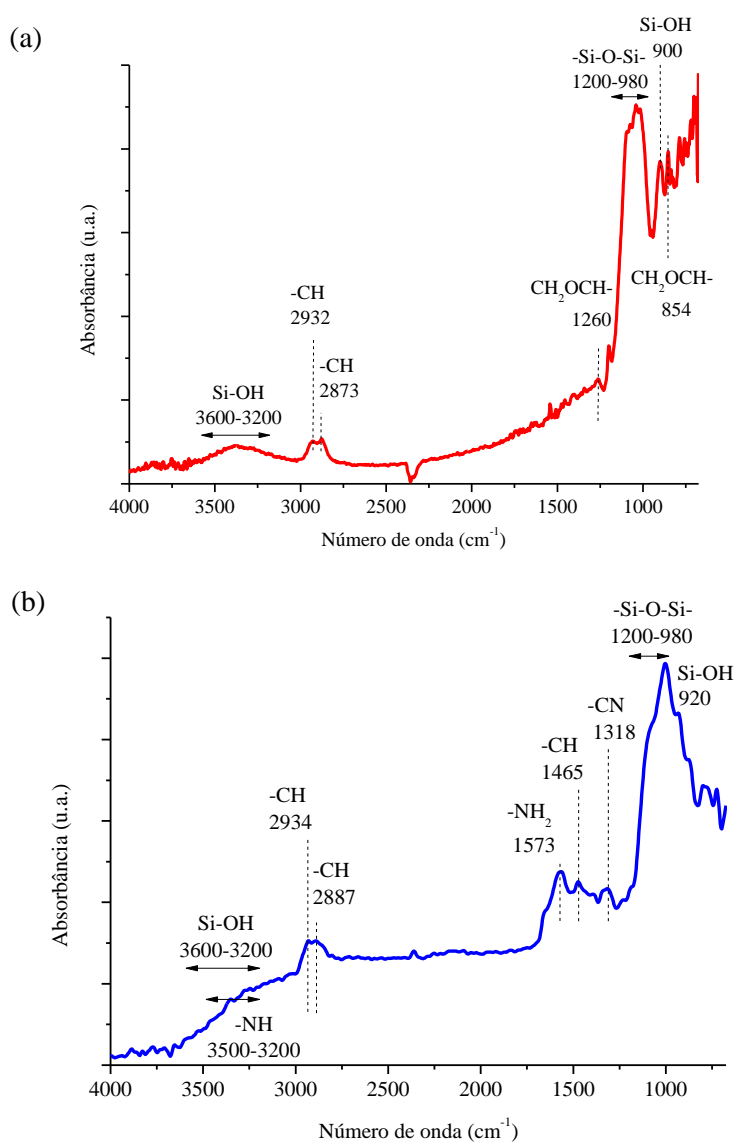 (a)
Si-OH
900
-Si-O-Si-
1200-980
CH₂OCH-
1260
CH₂OCH-
854
-CH
2932
-CH
2873
Si-OH
3600-3200
Absorbância (u.a.)
4000 3500 3000 2500 2000 1500 1000
Número de onda (cm⁻¹)
(b)
-Si-O-Si-
1200-980
Si-OH
920
-CN
1318
-CH
1465
-NH₂
1573
-CH
2934
-CH
2887
Si-OH
3600-3200
-NH
3500-3200
Absorbância (u.a.)
4000 3500 3000 2500 2000 1500 1000
Número de onda (cm⁻¹)